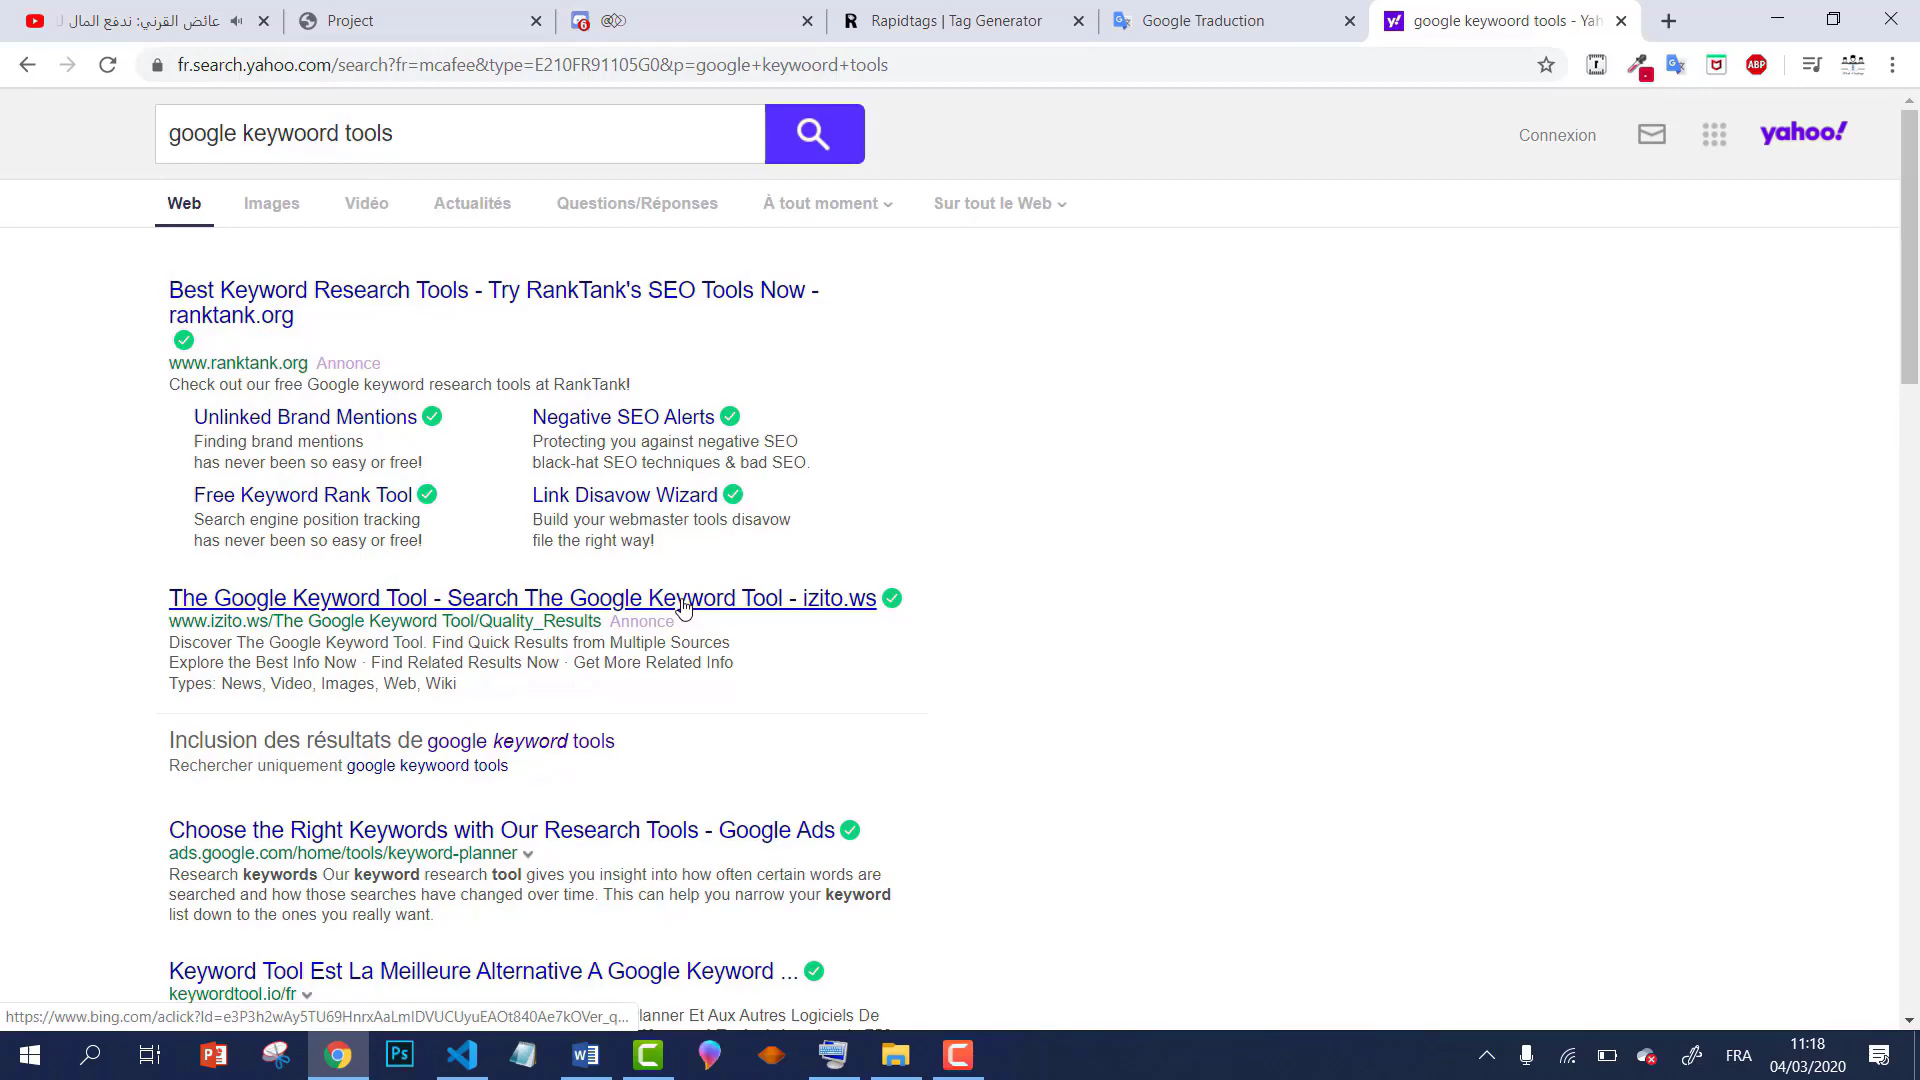 عائض القرني: ندفع المال ل
Project
Rapidtags | Tag Generator
Google Traduction
google keywoord tools - Yah
fr.search.yahoo.com/search?fr=mcafee&type=E210FR91105G0&p=google+keywoord+tools
ABP
google keywoord tools
Connexion
yahoo!
Web Images Vidéo Actualités Questions/Réponses À tout moment Sur tout le Web
Best Keyword Research Tools - Try RankTank's SEO Tools Now -
ranktank.org
www.ranktank.org Annonce
Check out our free Google keyword research tools at RankTank!
Unlinked Brand Mentions
Finding brand mentions
has never been so easy or free!
Negative SEO Alerts
Protecting you against negative SEO
black-hat SEO techniques & bad SEO.
Free Keyword Rank Tool
Search engine position tracking
has never been so easy or free!
Link Disavow Wizard
Build your webmaster tools disavow
file the right way!
The Google Keyword Tool - Search The Google Keyword Tool - izito.ws
www.izito.ws/The Google Keyword Tool/Quality_Results Annonce
Discover The Google Keyword Tool. Find Quick Results from Multiple Sources
Explore the Best Info Now · Find Related Results Now · Get More Related Info
Types: News, Video, Images, Web, Wiki
Inclusion des résultats de google keyword tools
Rechercher uniquement google keywoord tools
Choose the Right Keywords with Our Research Tools - Google Ads
ads.google.com/home/tools/keyword-planner
Research keywords Our keyword research tool gives you insight into how often certain words are
searched and how those searches have changed over time. This can help you narrow your keyword
list down to the ones you really want.
Keyword Tool Est La Meilleure Alternative A Google Keyword ...
keywordtool.io/fr
lanner Et Aux Autres Logiciels De
https://www.bing.com/aclick?ld=e3P3h2wAy5TU69HnrxAaLmIDVUCUyuEAOt840Ae7kOVer_q...
FRA
11:18
04/03/2020